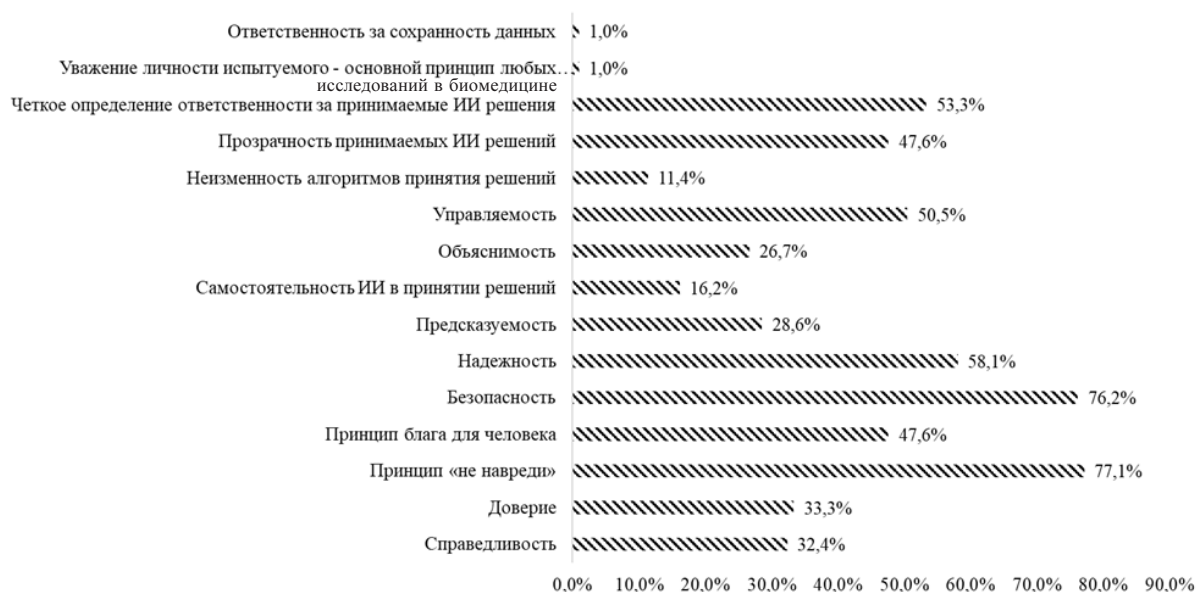 Ответственность за сохранность данных 1,0%
Уважение личности испытуемого - основной принцип любых… 1,0%
исследований в биомедицине
Четкое определение ответственности за принимаемые ИИ решения 53,3%
Прозрачность принимаемых ИИ решений 47,6%
Неизменность алгоритмов принятия решений 11,4%
Управляемость 50,5%
Объяснимость 26,7%
Самостоятельность ИИ в принятии решений 16,2%
Предсказуемость 28,6%
Надежность 58,1%
Безопасность 76,2%
Принцип блага для человека 47,6%
Принцип «не навреди» 77,1%
Доверие 33,3%
Справедливость 32,4%
0,0% 10,0% 20,0% 30,0% 40,0% 50,0% 60,0% 70,0% 80,0% 90,0%